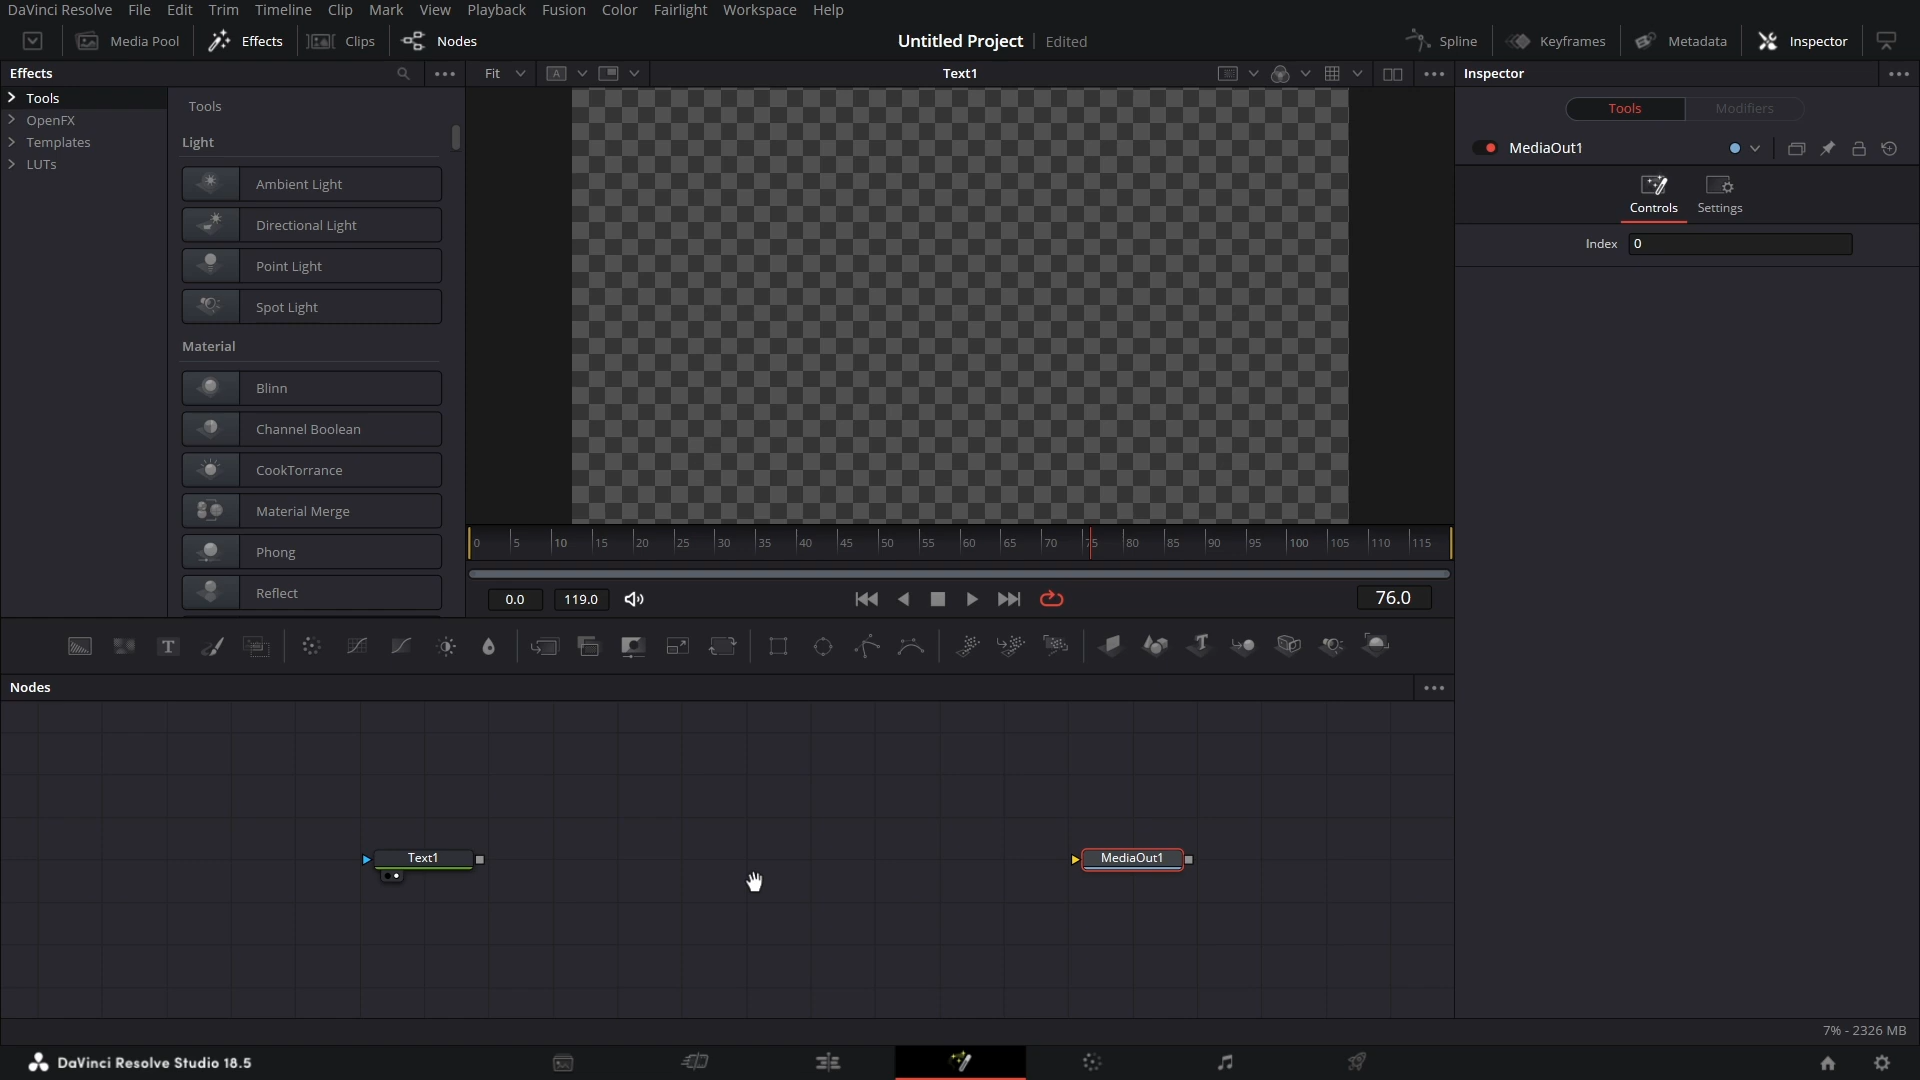 DaVinci Resolve File Edit Trim Timeline Clip Mark View Playback Fusion Color Fairlight Workspace Help
Media Pool Effects Clips Nodes Untitled Project Edited Spline Keyframes Metadata Inspector
Effects Fit A Text1 Inspector
Tools
OpenFX
Templates
LUTs
Tools
Light
Ambient Light
Directional Light
Point Light
Spot Light
Material
Blinn
Channel Boolean
CookTorrance
Material Merge
Phong
Reflect
Tools Modifiers
MediaOut1
Controls Settings
Index 0
0 5 10 15 20 25 30 35 40 45 50 55 60 65 70 75 80 85 90 95 100 105 110 115
0.0 119.0 76.0
T T
Nodes
Text1 MediaOut1
7% - 2326 MB
DaVinci Resolve Studio 18.5